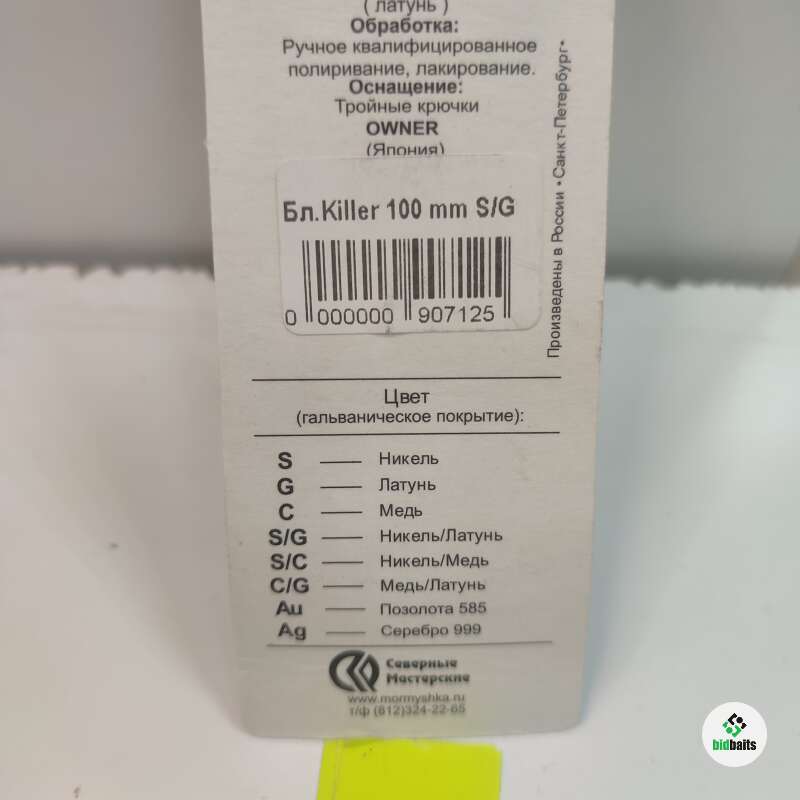 ( латунь )
Обработка:
Ручное квалифицированное
полиривание, лакирование.
Оснащение:
Тройные крючки
OWNER
(Япония)
Произведены в России • Санкт-Петербург•
Бл.Killer 100 mm S/G
0 000000 907125
Цвет
(гальваническое покрытие):
S —— Никель
G —— Латунь
C —— Медь
S/G —— Никель/Латунь
S/C —— Никель/Медь
C/G —— Медь/Латунь
Au —— Позолота 585
Ag —— Серебро 999
Северные
Мастерские
www.mormyshka.ru
т/ф (812)324-22-65
bidbaits